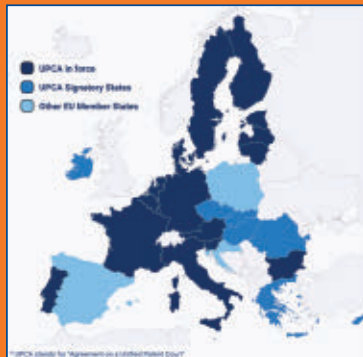 UPCA in force
UPCA Signatory States
Other EU Member States
* UPCA stands for "Agreement on a Unified Patent Court"